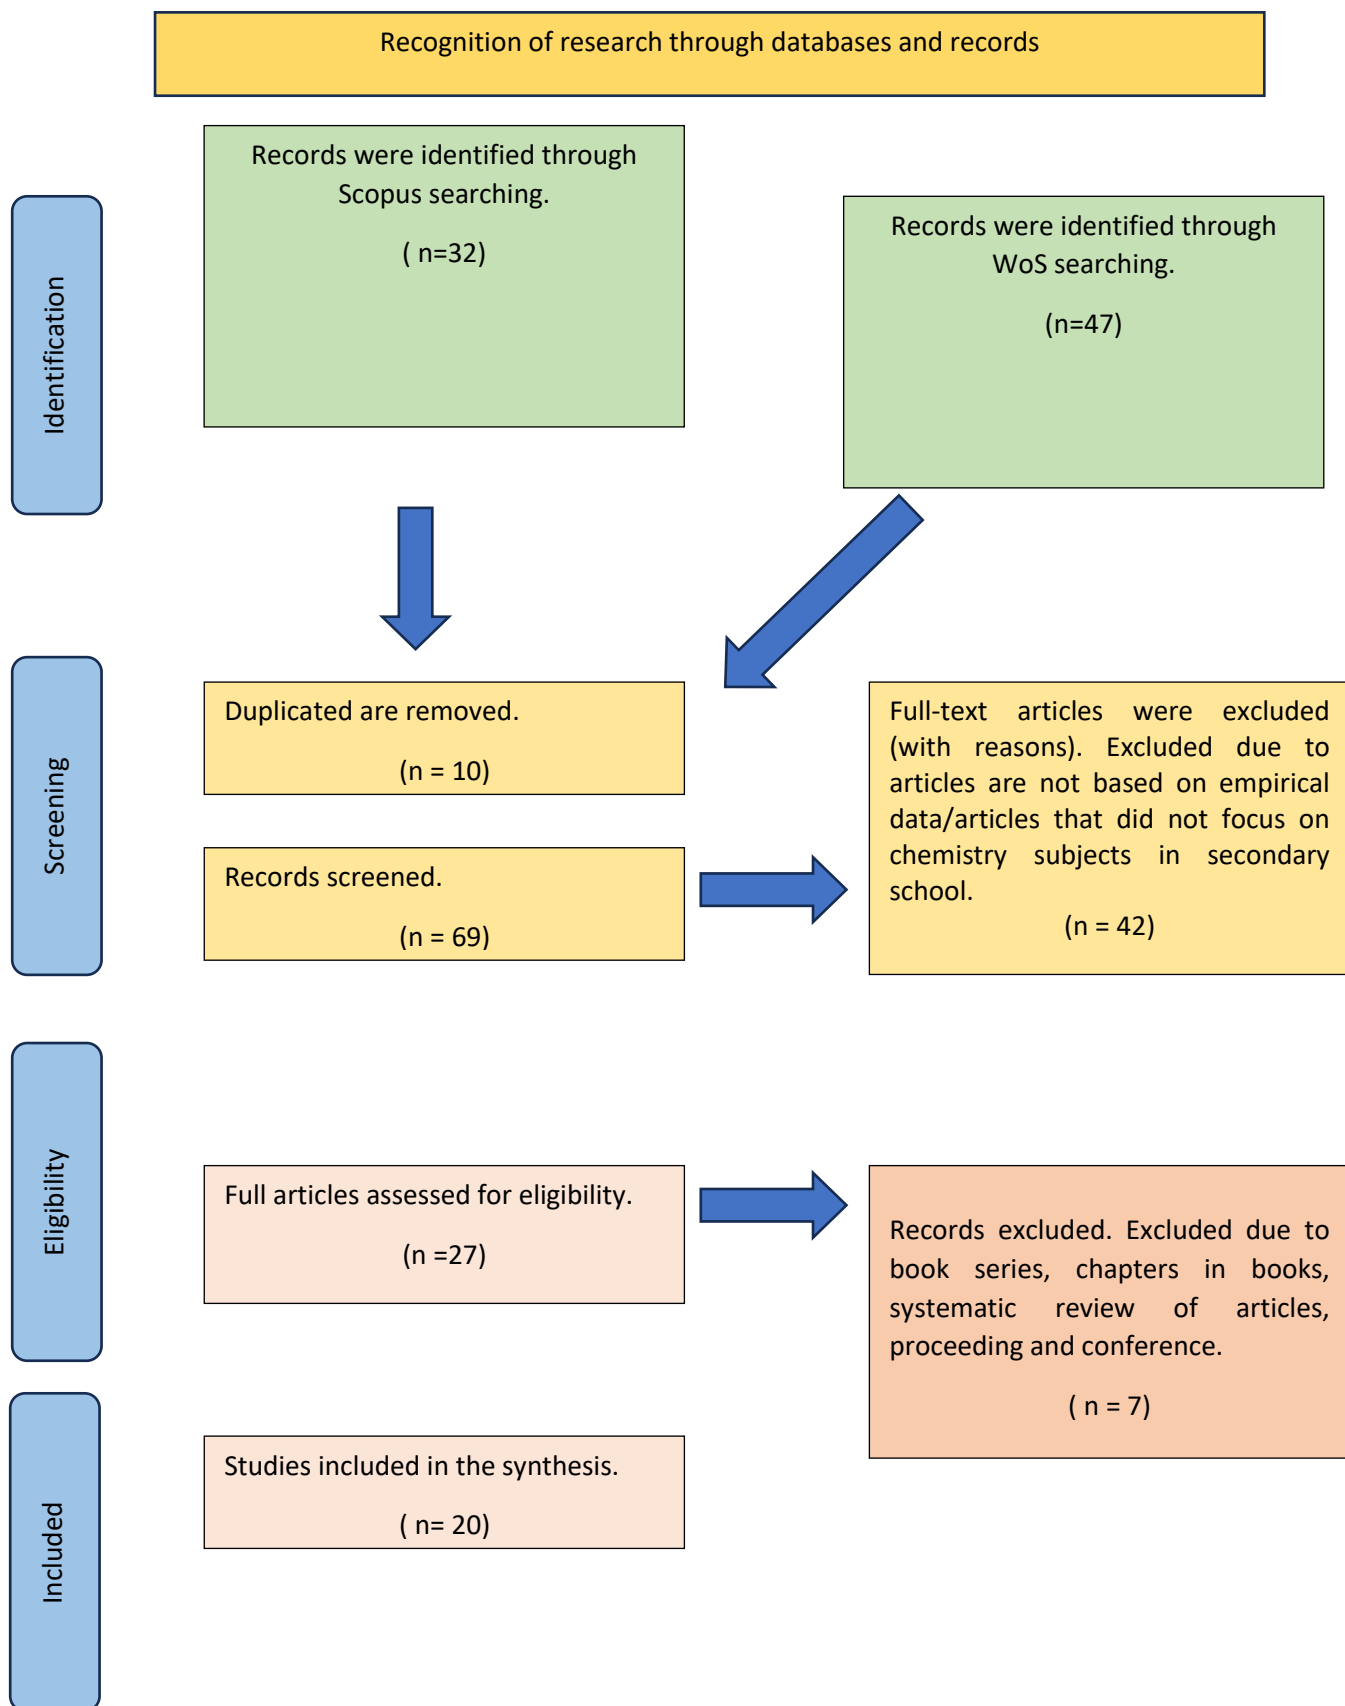 Recognition of research through databases and records
Identification
Records were identified through
Scopus searching.
( n=32)
Records were identified through
WoS searching.
(n=47)
Screening
Duplicated are removed.
(n = 10)
Records screened.
(n = 69)
Full-text articles were excluded
(with reasons). Excluded due to
articles are not based on empirical
data/articles that did not focus on
chemistry subjects in secondary
school.
(n = 42)
Eligibility
Full articles assessed for eligibility.
(n =27)
Records excluded. Excluded due to
book series, chapters in books,
systematic review of articles,
proceeding and conference.
( n = 7)
Included
Studies included in the synthesis.
( n= 20)